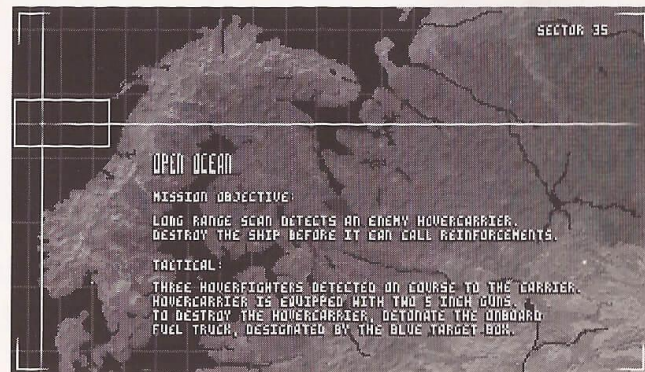 SECTOR 35
OPEN OCEAN
MISSION OBJECTIVE:
LONG RANGE SCAN DETECTS AN ENEMY HOVERCARRIER.
DESTROY THE SHIP BEFORE IT CAN CALL REINFORCEMENTS.
TACTICAL:
THREE HOVERFIGHTERS DETECTED ON COURSE TO THE CARRIER.
HOVERCARRIER IS EQUIPPED WITH TWO 5 INCH GUNS.
TO DESTROY THE HOVERCARRIER, DETONATE THE ONBOARD
FUEL TRUCK, DESIGNATED BY THE BLUE TARGET BOX.